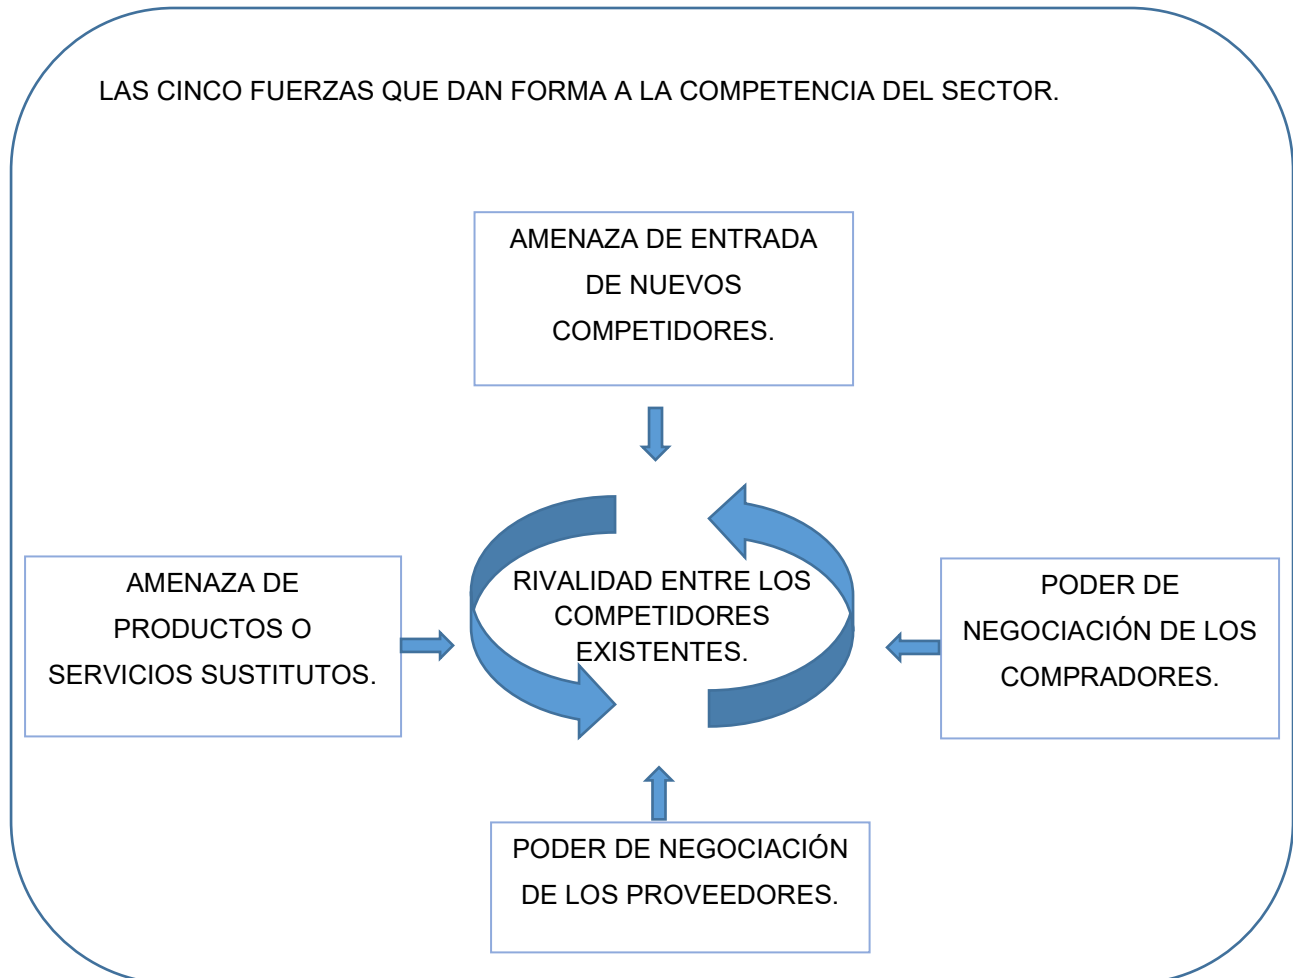 LAS CINCO FUERZAS QUE DAN FORMA A LA COMPETENCIA DEL SECTOR.
AMENAZA DE ENTRADA
DE NUEVOS
COMPETIDORES.
AMENAZA DE
PRODUCTOS O
SERVICIOS SUSTITUTOS.
RIVALIDAD ENTRE LOS
COMPETIDORES
EXISTENTES.
PODER DE
NEGOCIACIÓN DE LOS
COMPRADORES.
PODER DE NEGOCIACIÓN
DE LOS PROVEEDORES.